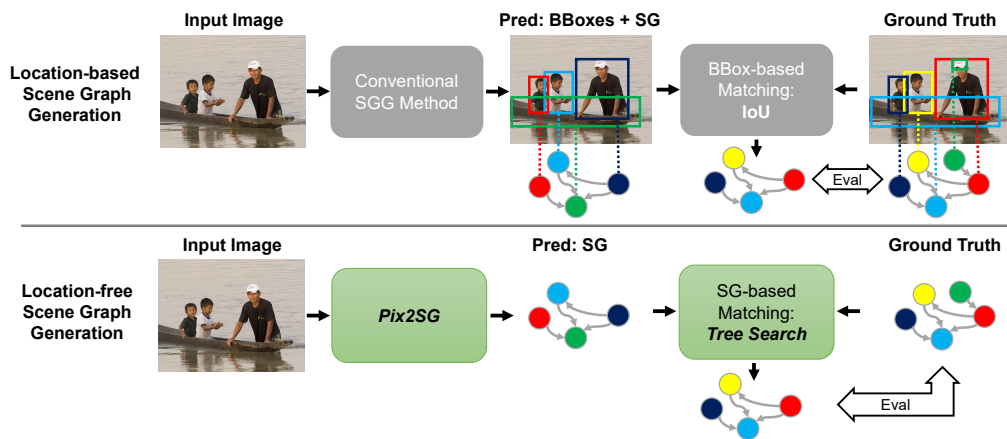 Input Image
Pred: BBoxes + SG
Ground Truth
Location-based
Scene Graph
Generation
Conventional
SGG Method
BBox-based
Matching:
IoU
Eval
Input Image
Pred: SG
Ground Truth
Location-free
Scene Graph
Generation
Pix2SG
SG-based
Matching:
Tree Search
Eval